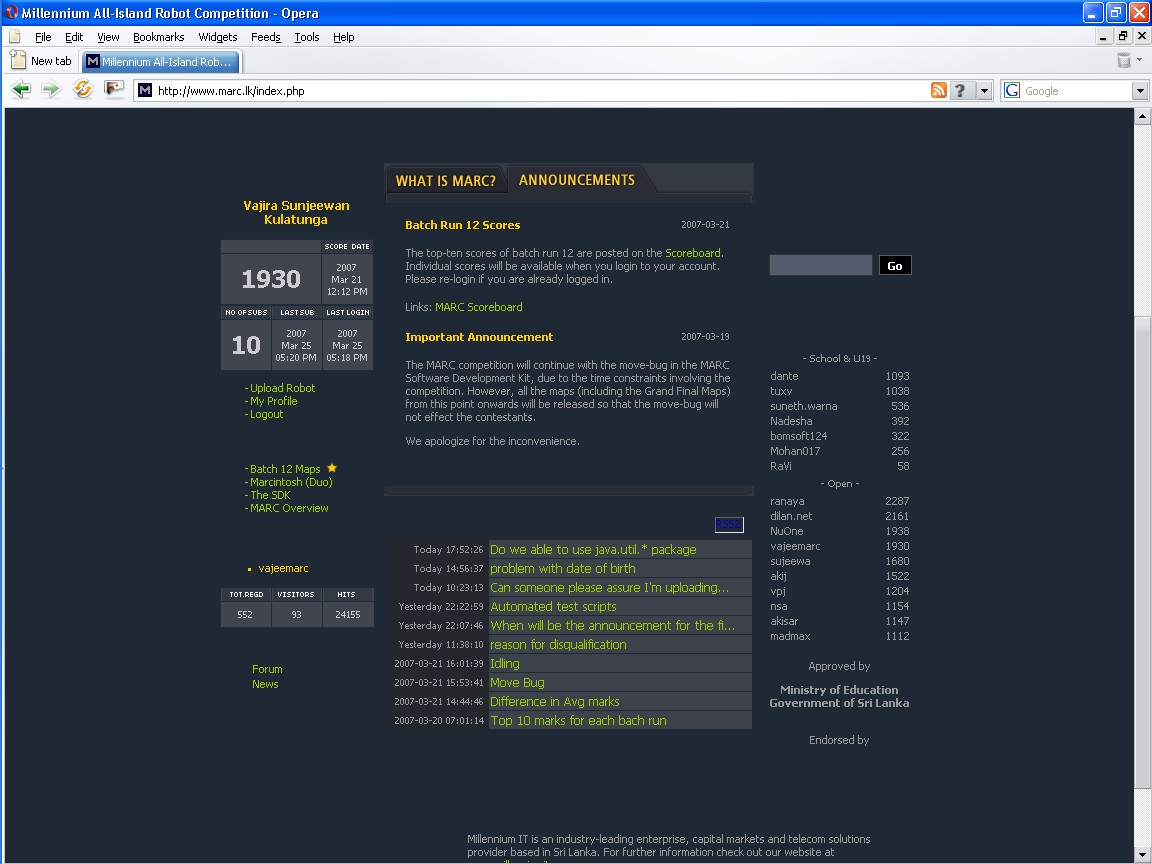 Millennium All-Island Robot Competition - Opera
File Edit View Bookmarks Widgets Feeds Tools Help
New tab Millennium All-Island Rob...
http://www.marc.lk/index.php
Google
WHAT IS MARC? ANNOUNCEMENTS
Vajira Sunjeewan
Kulatunga
SCORE DATE
1930
2007
Mar 21
12:12 PM
NO OF SUBS LAST SUB LAST LOGIN
10
2007
Mar 25
05:20 PM
2007
Mar 25
05:18 PM
- Upload Robot
- My Profile
- Logout
- Batch 12 Maps
- Marcintosh (Duo)
- The SDK
- MARC Overview
• vajeemarc
TOT.REGD VISITORS HITS
552 93 24155
Forum
News
Batch Run 12 Scores 2007-03-21
The top-ten scores of batch run 12 are posted on the Scoreboard.
Individual scores will be available when you login to your account.
Please re-login if you are already logged in.
Links: MARC Scoreboard
Important Announcement 2007-03-19
The MARC competition will continue with the move-bug in the MARC
Software Development Kit, due to the time constraints involving the
competition. However, all the maps (including the Grand Final Maps)
from this point onwards will be released so that the move-bug will
not effect the contestants.
We apologize for the inconvenience.
RSS2
Today 17:52:26 Do we able to use java.util.* package
Today 14:56:37 problem with date of birth
Today 10:23:13 Can someone please assure I'm uploading...
Yesterday 22:22:59 Automated test scripts
Yesterday 22:07:46 When will be the announcement for the fi...
Yesterday 11:38:10 reason for disqualification
2007-03-21 16:01:39 Idling
2007-03-21 15:53:41 Move Bug
2007-03-21 14:44:46 Difference in Avg marks
2007-03-20 07:01:14 Top 10 marks for each bach run
Go
- School & U19 -
dante 1093
tuxv 1038
suneth.warna 536
Nadesha 392
bomsoft124 322
Mohan017 256
RaVi 58
- Open -
ranaya 2287
dilan.net 2161
NuOne 1938
vajeemarc 1930
sujeewa 1680
akij 1522
vpj 1204
nsa 1154
akisar 1147
madmax 1112
Approved by
Ministry of Education
Government of Sri Lanka
Endorsed by
Millennium IT is an industry-leading enterprise, capital markets and telecom solutions
provider based in Sri Lanka. For further information check out our website at